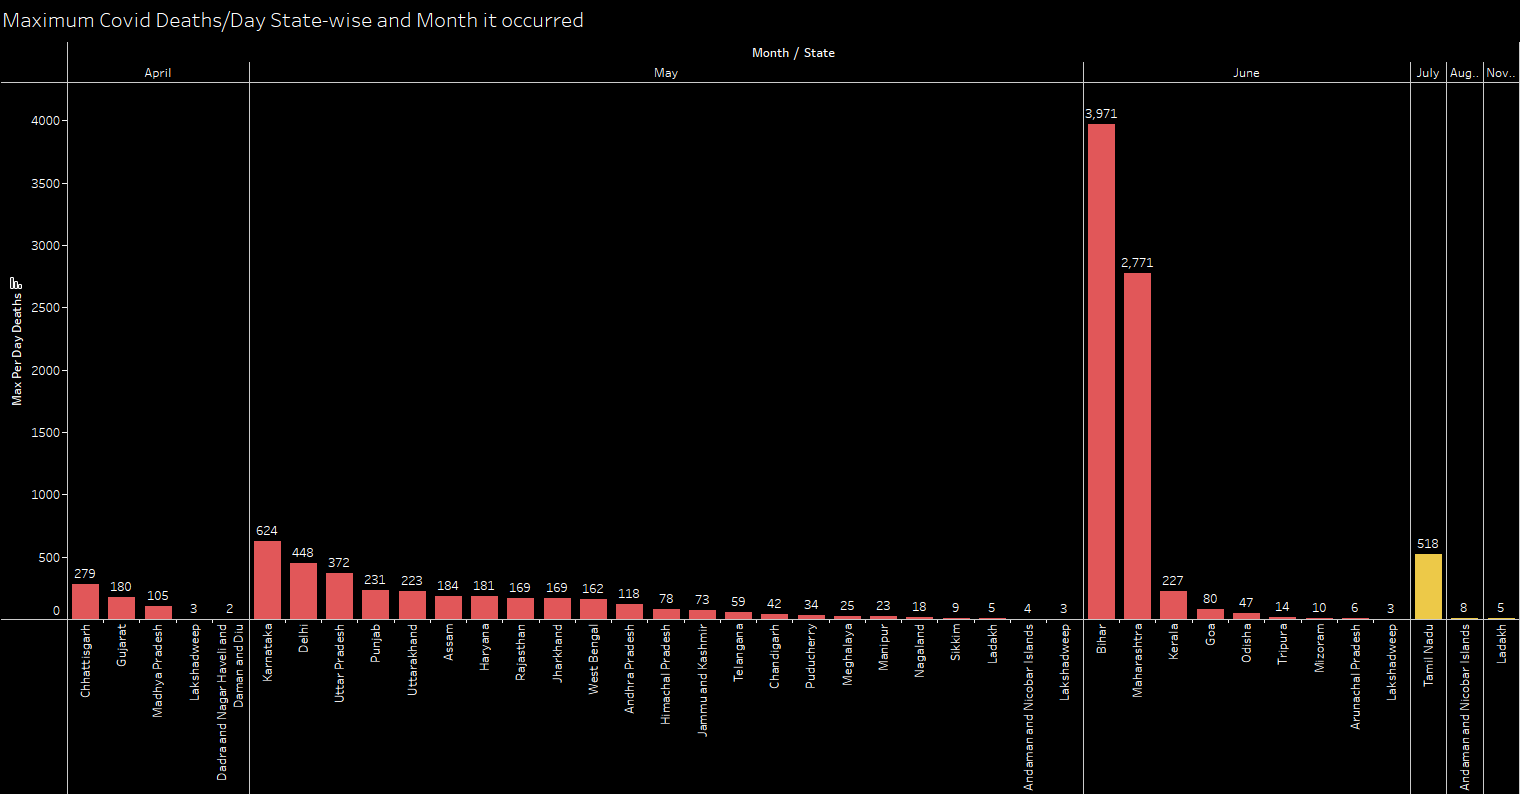 Maximum Covid Deaths/Day State-wise and Month it occurred
Month / State
April
May
June
July
Aug..
Nov..
Max Per Day Deaths
4000
3500
3000
2500
2000
1500
1000
500
0
279
180
105
3
2
624
448
372
231
223
184
181
169
169
162
118
78
73
59
42
34
25
23
18
9
5
4
3
3,971
2,771
227
80
47
14
10
6
3
518
8
5
Chhattisgarh
Gujarat
Madhya Pradesh
Lakshadweep
Dadra and Nagar Haveli and
Daman and Diu
Karnataka
Delhi
Uttar Pradesh
Punjab
Uttarakhand
Assam
Haryana
Rajasthan
Jharkhand
West Bengal
Andhra Pradesh
Himachal Pradesh
Jammu and Kashmir
Telangana
Chandigarh
Puducherry
Meghalaya
Manipur
Nagaland
Sikkim
Ladakh
Andaman and Nicobar Islands
Lakshadweep
Bihar
Maharashtra
Kerala
Goa
Odisha
Tripura
Mizoram
Arunachal Pradesh
Lakshadweep
Tamil Nadu
Andaman and Nicobar Islands
Ladakh